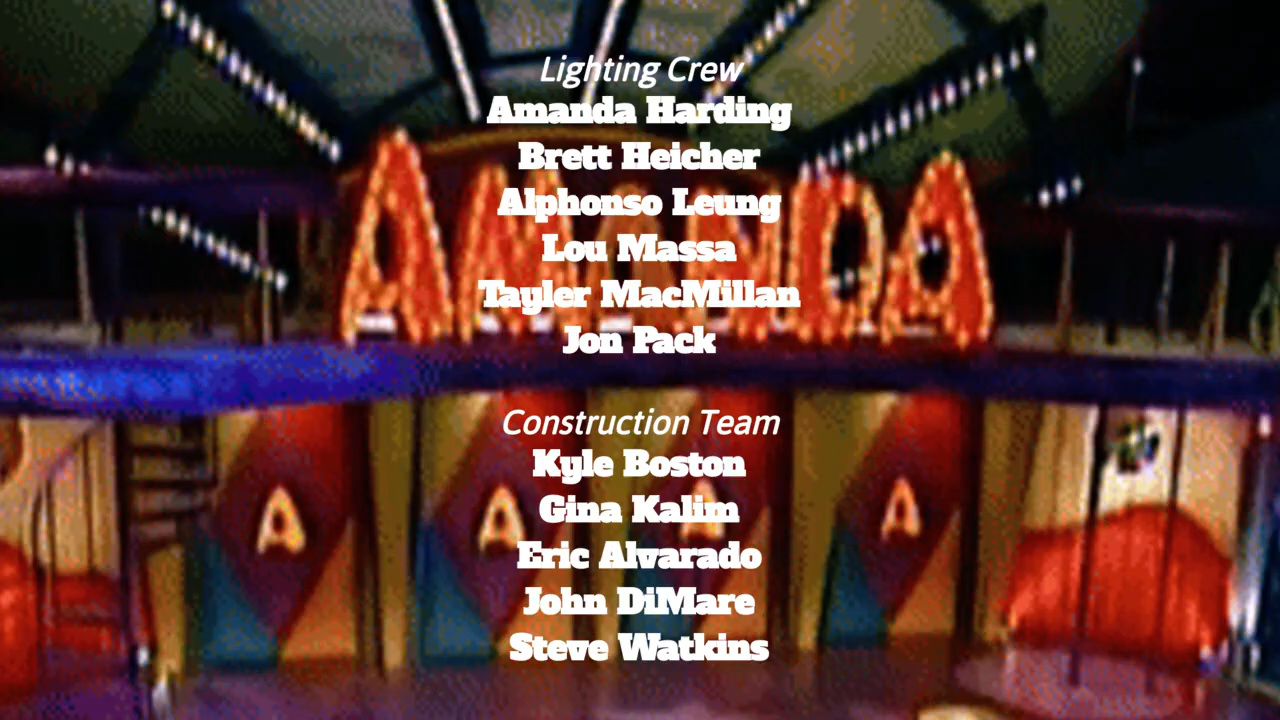 Lighting Crew
Amanda Harding
Brett Heicher
Alphonso Leung
Lou Massa
Tayler MacMillan
Jon Pack
AMANDA
Construction Team
Kyle Boston
Gina Kalim
Eric Alvarado
John DiMare
Steve Watkins
A A A A